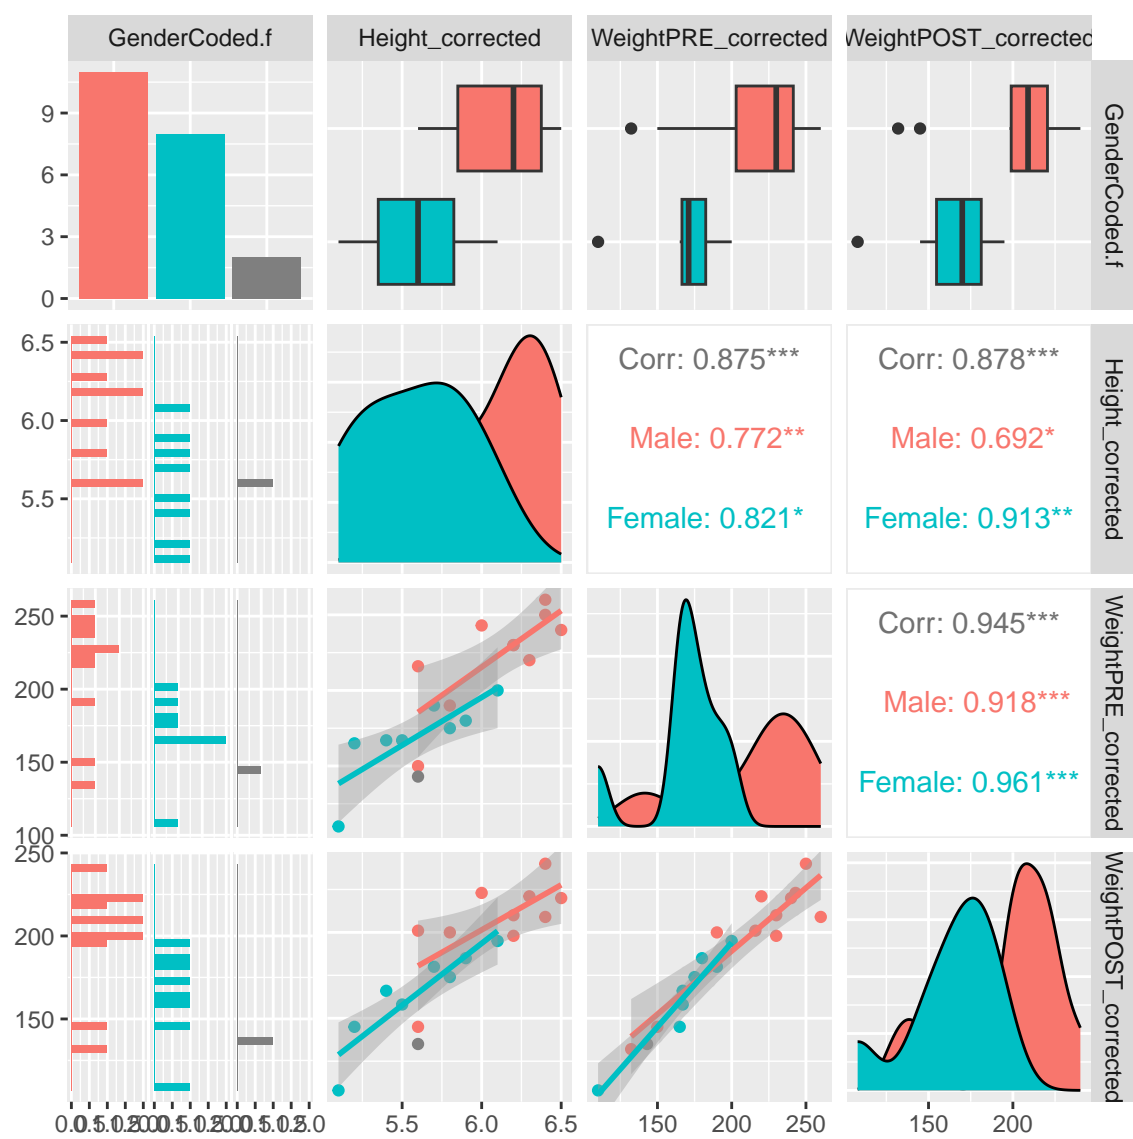 GenderCoded.f
Height_corrected
WeightPRE_corrected
WeightPOST_corrected
9
6
3
0
GenderCoded.f
6.5
6.0
5.5
Corr: 0.875***
Male: 0.772**
Female: 0.821*
Corr: 0.878***
Male: 0.692*
Female: 0.913**
Height_corrected
250
200
150
100
Corr: 0.945***
Male: 0.918***
Female: 0.961***
WeightPRE_corrected
250
200
150
WeightPOST_corrected
5.5
6.0
6.5
150
200
250
150
200